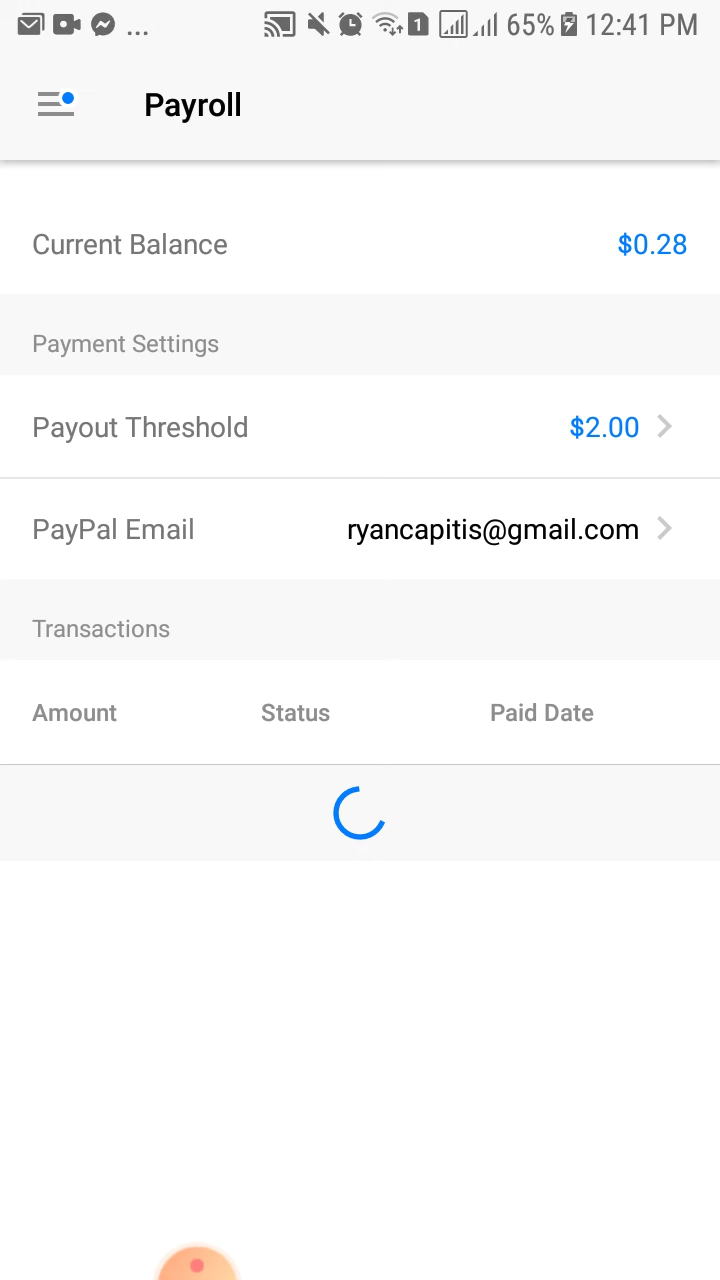 ... 1 65% 12:41 PM
Payroll
Current Balance $0.28
Payment Settings
Payout Threshold $2.00
PayPal Email ryancapitis@gmail.com
Transactions
Amount Status Paid Date